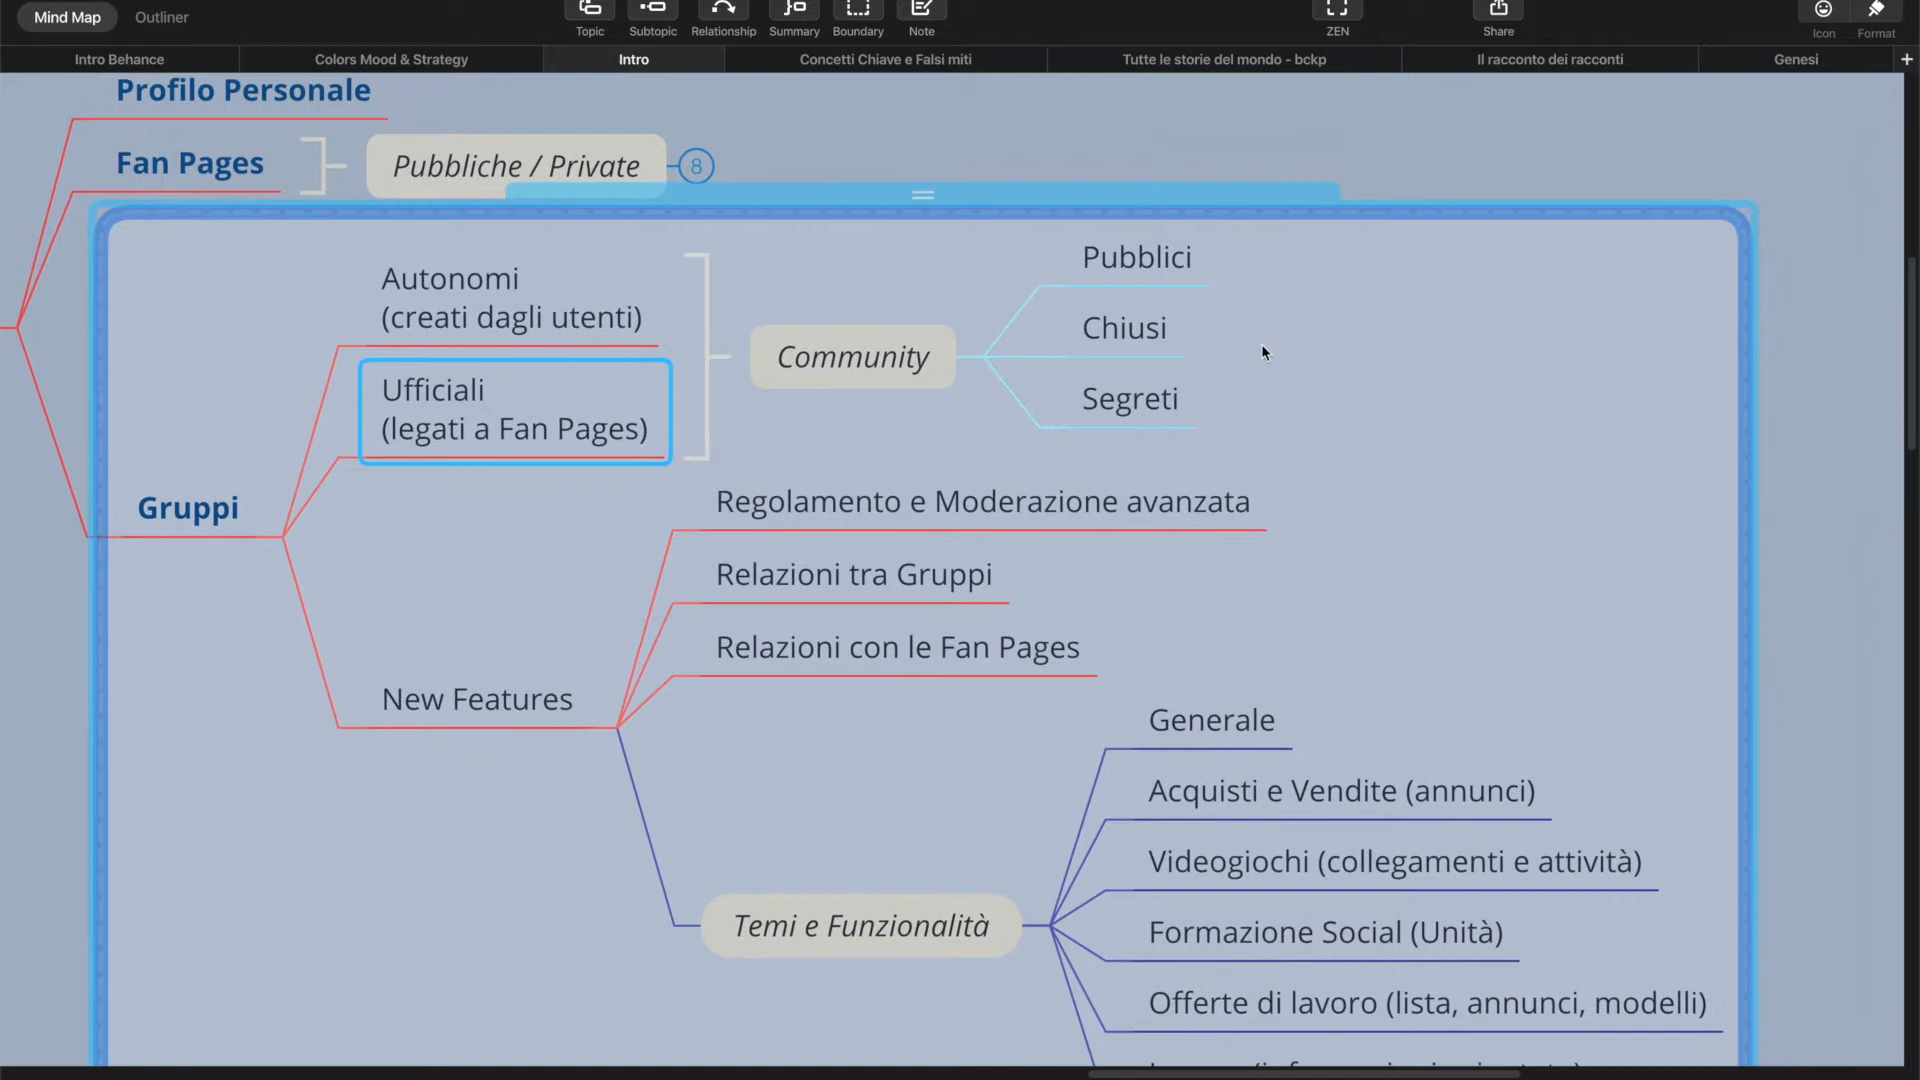 Mind Map
Outliner
Topic
Subtopic
Relationship
Summary
Boundary
Note
ZEN
Share
Icon
Format
Intro Behance
Colors Mood & Strategy
Intro
Concetti Chiave e Falsi miti
Tutte le storie del mondo - bckp
Il racconto dei racconti
Genesi
+
Profilo Personale
Fan Pages
Pubbliche / Private
8
Gruppi
Autonomi
(creati dagli utenti)
Ufficiali
(legati a Fan Pages)
Community
Pubblici
Chiusi
Segreti
New Features
Regolamento e Moderazione avanzata
Relazioni tra Gruppi
Relazioni con le Fan Pages
Temi e Funzionalità
Generale
Acquisti e Vendite (annunci)
Videogiochi (collegamenti e attività)
Formazione Social (Unità)
Offerte di lavoro (lista, annunci, modelli)